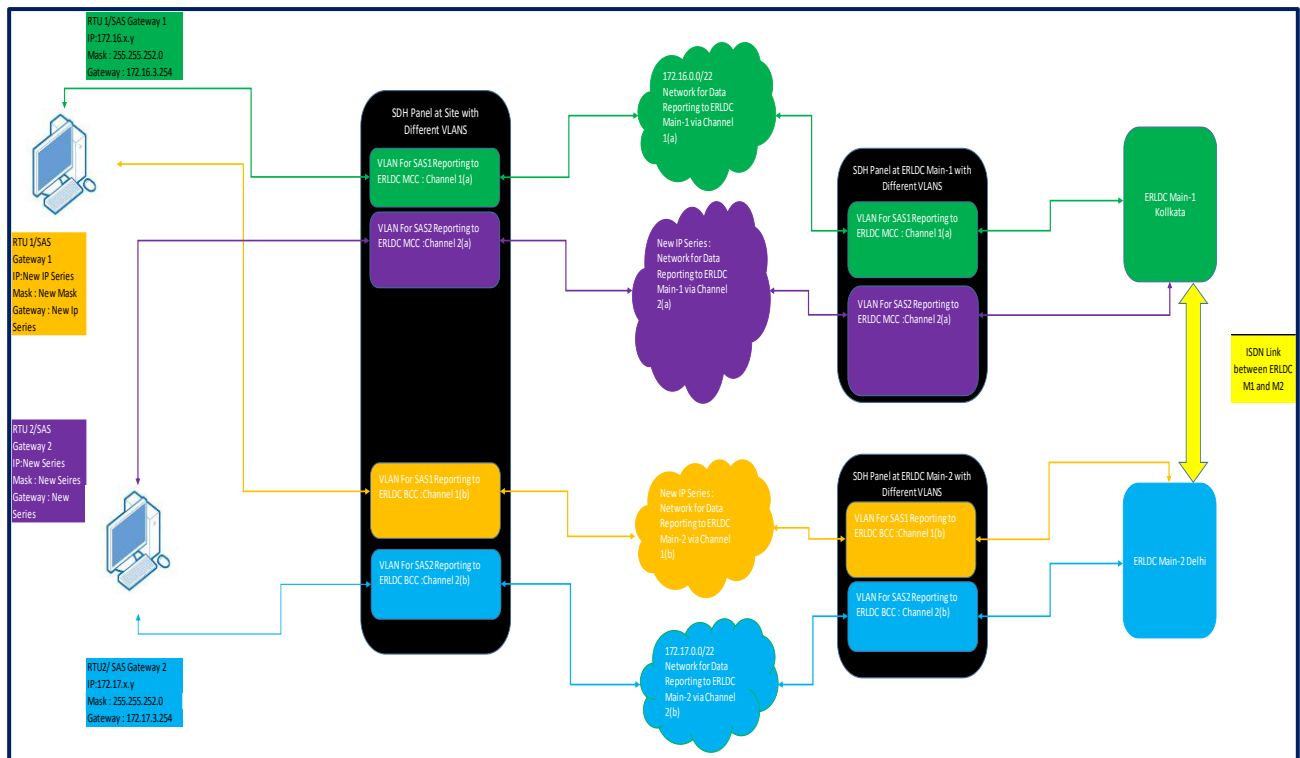 RTU 1/SAS Gateway 1
IP:172.16.x.y
Mask : 255.255.252.0
Gateway : 172.16.3.254
RTU 1/SAS
Gateway 1
IP:New IP Series
Mask : New Mask
Gateway : New Ip
Series
RTU 2/SAS
Gateway 2
IP:New Series
Mask : New Seires
Gateway : New
Series
RTU2/ SAS Gateway 2
IP:172.17.x.y
Mask : 255.255.252.0
Gateway : 172.17.3.254
SDH Panel at Site with
Different VLANS
VLAN For SAS1 Reporting to
ERLDC MCC : Channel 1(a)
VLAN For SAS2 Reporting to
ERLDC MCC :Channel 2(a)
VLAN For SAS1 Reporting to
ERLDC BCC :Channel 1(b)
VLAN For SAS2 Reporting to
ERLDC BCC : Channel 2(b)
172.16.0.0/22
Network for Data
Reporting to ERLDC
Main-1 via Channel
1(a)
New IP Series :
Network for Data
Reporting to ERLDC
Main-1 via Channel
2(a)
New IP Series :
Network for Data
Reporting to ERLDC
Main-2 via Channel
1(b)
172.17.0.0/22
Network for Data
Reporting to ERLDC
Main-2 via Channel
2(b)
SDH Panel at ERLDC Main-1 with
Different VLANS
VLAN For SAS1 Reporting to
ERLDC MCC : Channel 1(a)
VLAN For SAS2 Reporting to
ERLDC MCC :Channel 2(a)
SDH Panel at ERLDC Main-2 with
Different VLANS
VLAN For SAS1 Reporting to
ERLDC BCC :Channel 1(b)
VLAN For SAS2 Reporting to
ERLDC BCC : Channel 2(b)
ERLDC Main-1
Kollkata
ISDN Link
between ERLDC
M1 and M2
ERLDC Main-2 Delhi